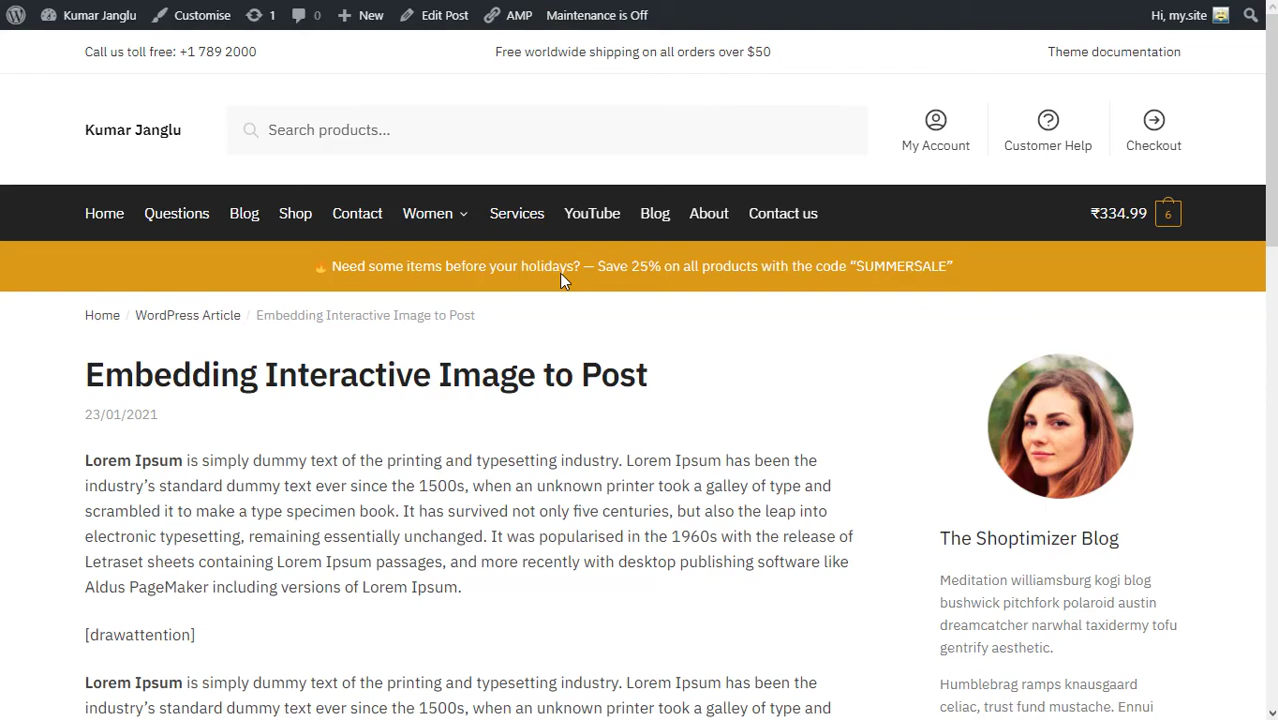 Kumar Janglu Customise 1 0 New Edit Post AMP Maintenance is Off Hi, my.site
Call us toll free: +1 789 2000 Free worldwide shipping on all orders over $50 Theme documentation
Kumar Janglu Search products... My Account Customer Help Checkout
Home Questions Blog Shop Contact Women Services YouTube Blog About Contact us ₹334.99 6
🔥 Need some items before your holidays? — Save 25% on all products with the code “SUMMERSALE”
Home / WordPress Article / Embedding Interactive Image to Post
Embedding Interactive Image to Post
23/01/2021
Lorem Ipsum is simply dummy text of the printing and typesetting industry. Lorem Ipsum has been the
industry’s standard dummy text ever since the 1500s, when an unknown printer took a galley of type and
scrambled it to make a type specimen book. It has survived not only five centuries, but also the leap into
electronic typesetting, remaining essentially unchanged. It was popularised in the 1960s with the release of
Letraset sheets containing Lorem Ipsum passages, and more recently with desktop publishing software like
Aldus PageMaker including versions of Lorem Ipsum.
[drawattention]
Lorem Ipsum is simply dummy text of the printing and typesetting industry. Lorem Ipsum has been the
industry’s standard dummy text ever since the 1500s, when an unknown printer took a galley of type and
The Shoptimizer Blog
Meditation williamsburg kogi blog
bushwick pitchfork polaroid austin
dreamcatcher narwhal taxidermy tofu
gentrify aesthetic.
Humblebrag ramps knausgaard
celiac, trust fund mustache. Ennui